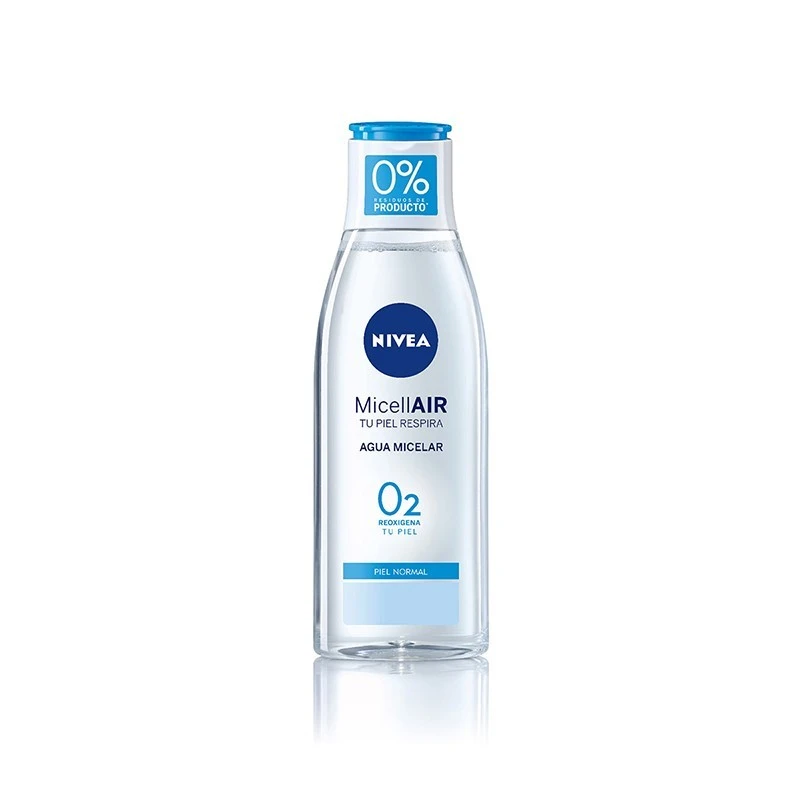 0%
RESIDUOS DE
PRODUCTO*
NIVEA
MicellAIR
TU PIEL RESPIRA
AGUA MICELAR
O2
REOXIGENA
TU PIEL
PIEL NORMAL